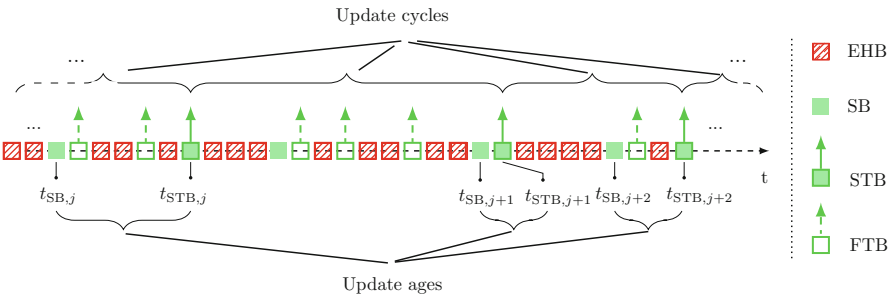 Update cycles
... ...
EHB
SB
... ...
t
t_{SB,j} t_{STB,j} t_{SB,j+1} t_{STB,j+1} t_{SB,j+2} t_{STB,j+2}
STB
FTB
Update ages